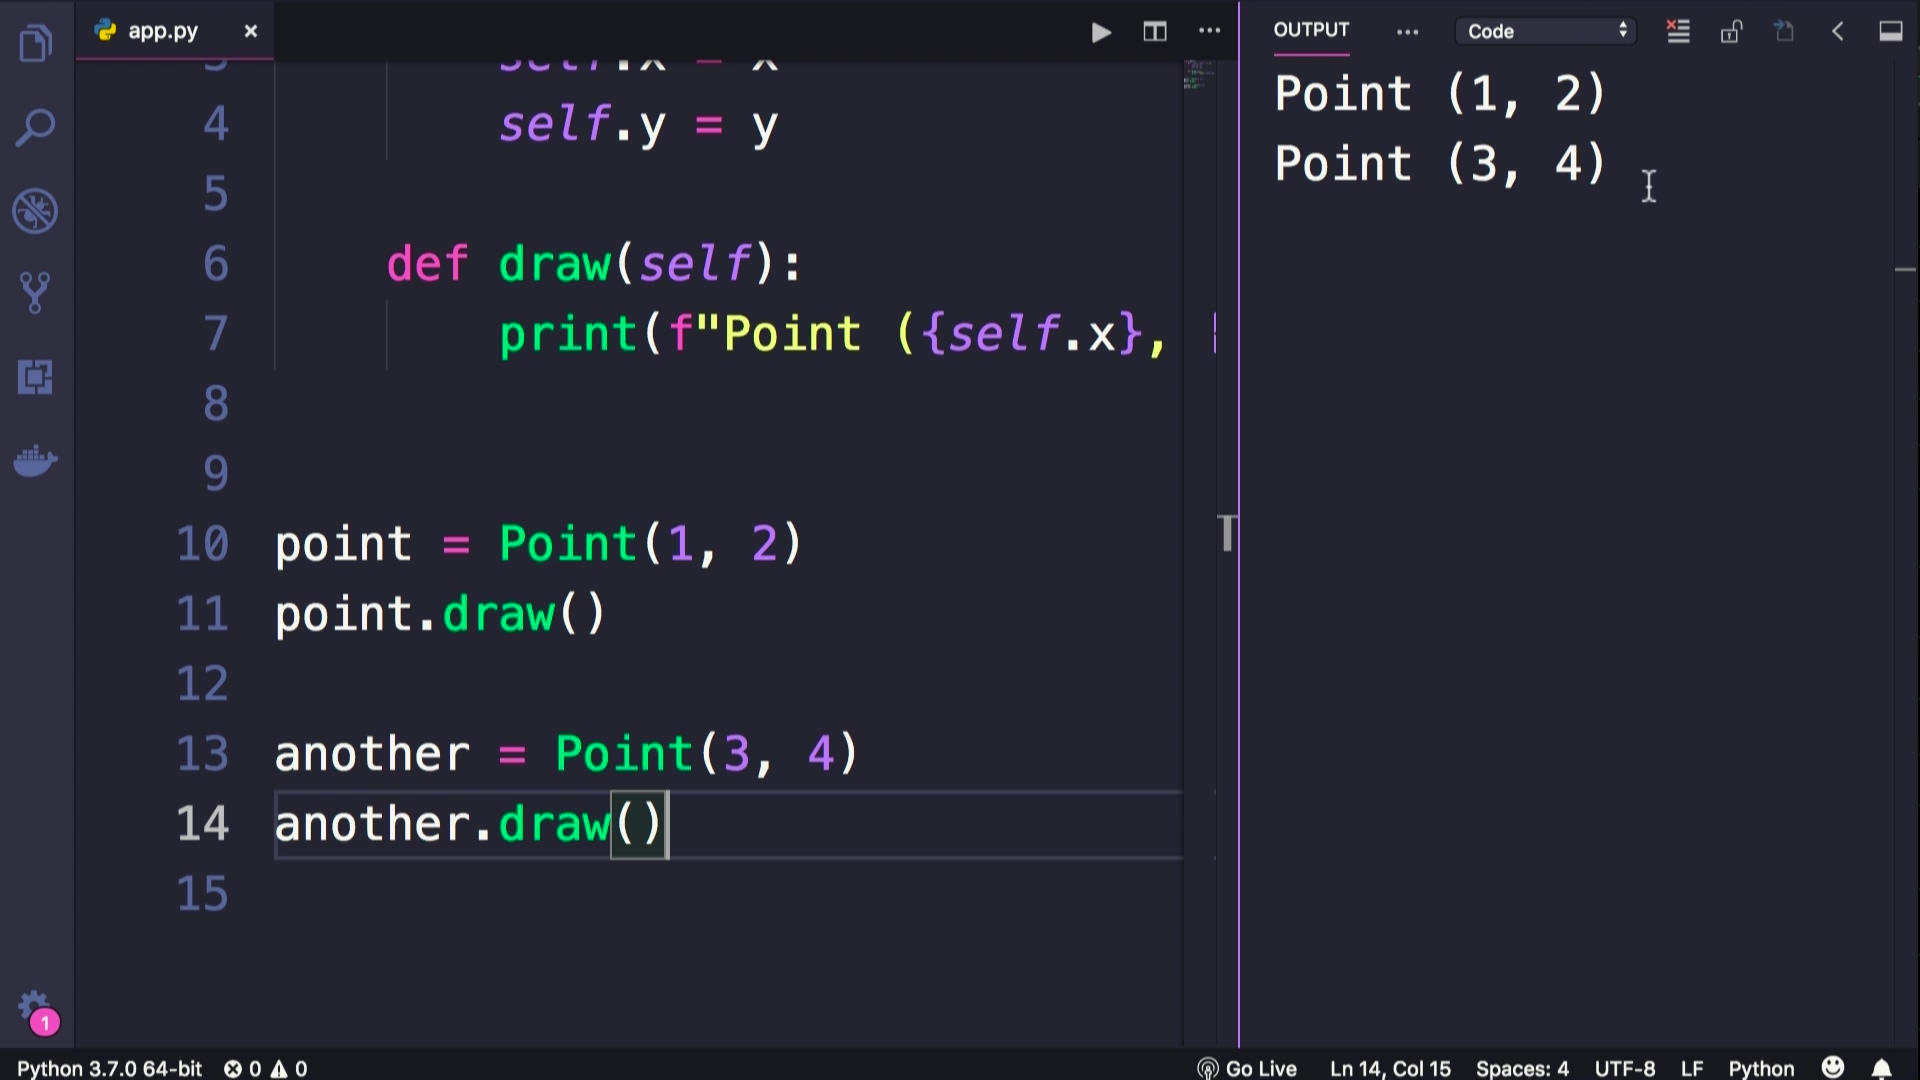 app.py
OUTPUT
Code
self.x = x
4 self.y = y
5
6 def draw(self):
7 print(f"Point ({self.x},
8
9
10 point = Point(1, 2)
11 point.draw()
12
13 another = Point(3, 4)
14 another.draw()
15
Point (1, 2)
Point (3, 4)
1
Python 3.7.0 64-bit 0 0
Go Live Ln 14, Col 15 Spaces: 4 UTF-8 LF Python